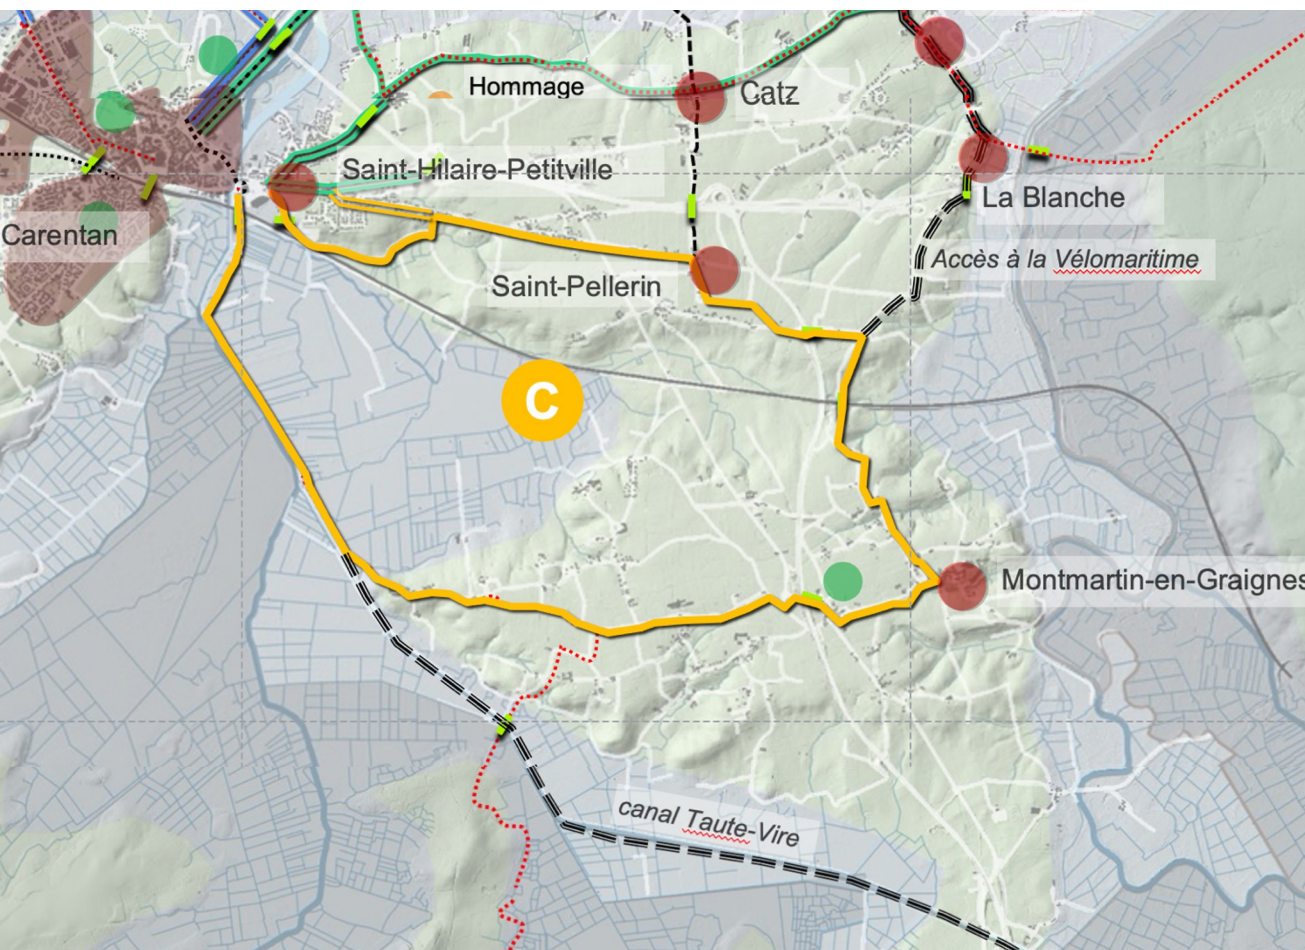 Hommage
Catz
Saint-Hilaire-Petitville
La Blanche
Carentan
Accès à la Vélomaritime
Saint-Pellerin
C
Montmartin-en-Graignes
canal Taute-Vire